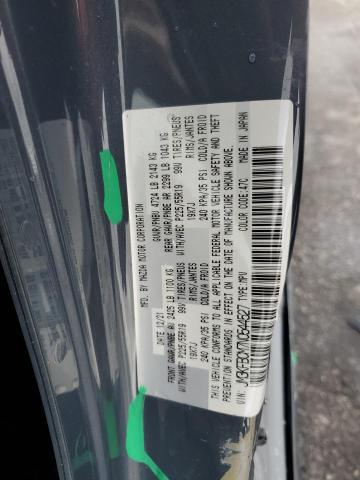 MFD. BY MAZDA MOTOR CORPORATION
DATE 12/21 GVWR/PNBV 4724 LB 2143 KG
FRONT GAWR/PNBE AV 2425 LB 1100 KG REAR GAWR/PNBE AR 2299 LB 1043 KG
WITH/AVEC P225/55R19 99V TIRES/PNEUS WITH/AVEC P225/55R19 99V TIRES/PNEUS
19X7J RIMS/JANTES 19X7J RIMS/JANTES
240 KPA/35 PSI COLD/A FROID 240 KPA/35 PSI COLD/A FROID
THIS VEHICLE CONFORMS TO ALL APPLICABLE FEDERAL MOTOR VEHICLE SAFETY AND THEFT
PREVENTION STANDARDS IN EFFECT ON THE DATE OF MANUFACTURE SHOWN ABOVE.
VIN: TYPE: MPV COLOR CODE: 47C MADE IN JAPAN